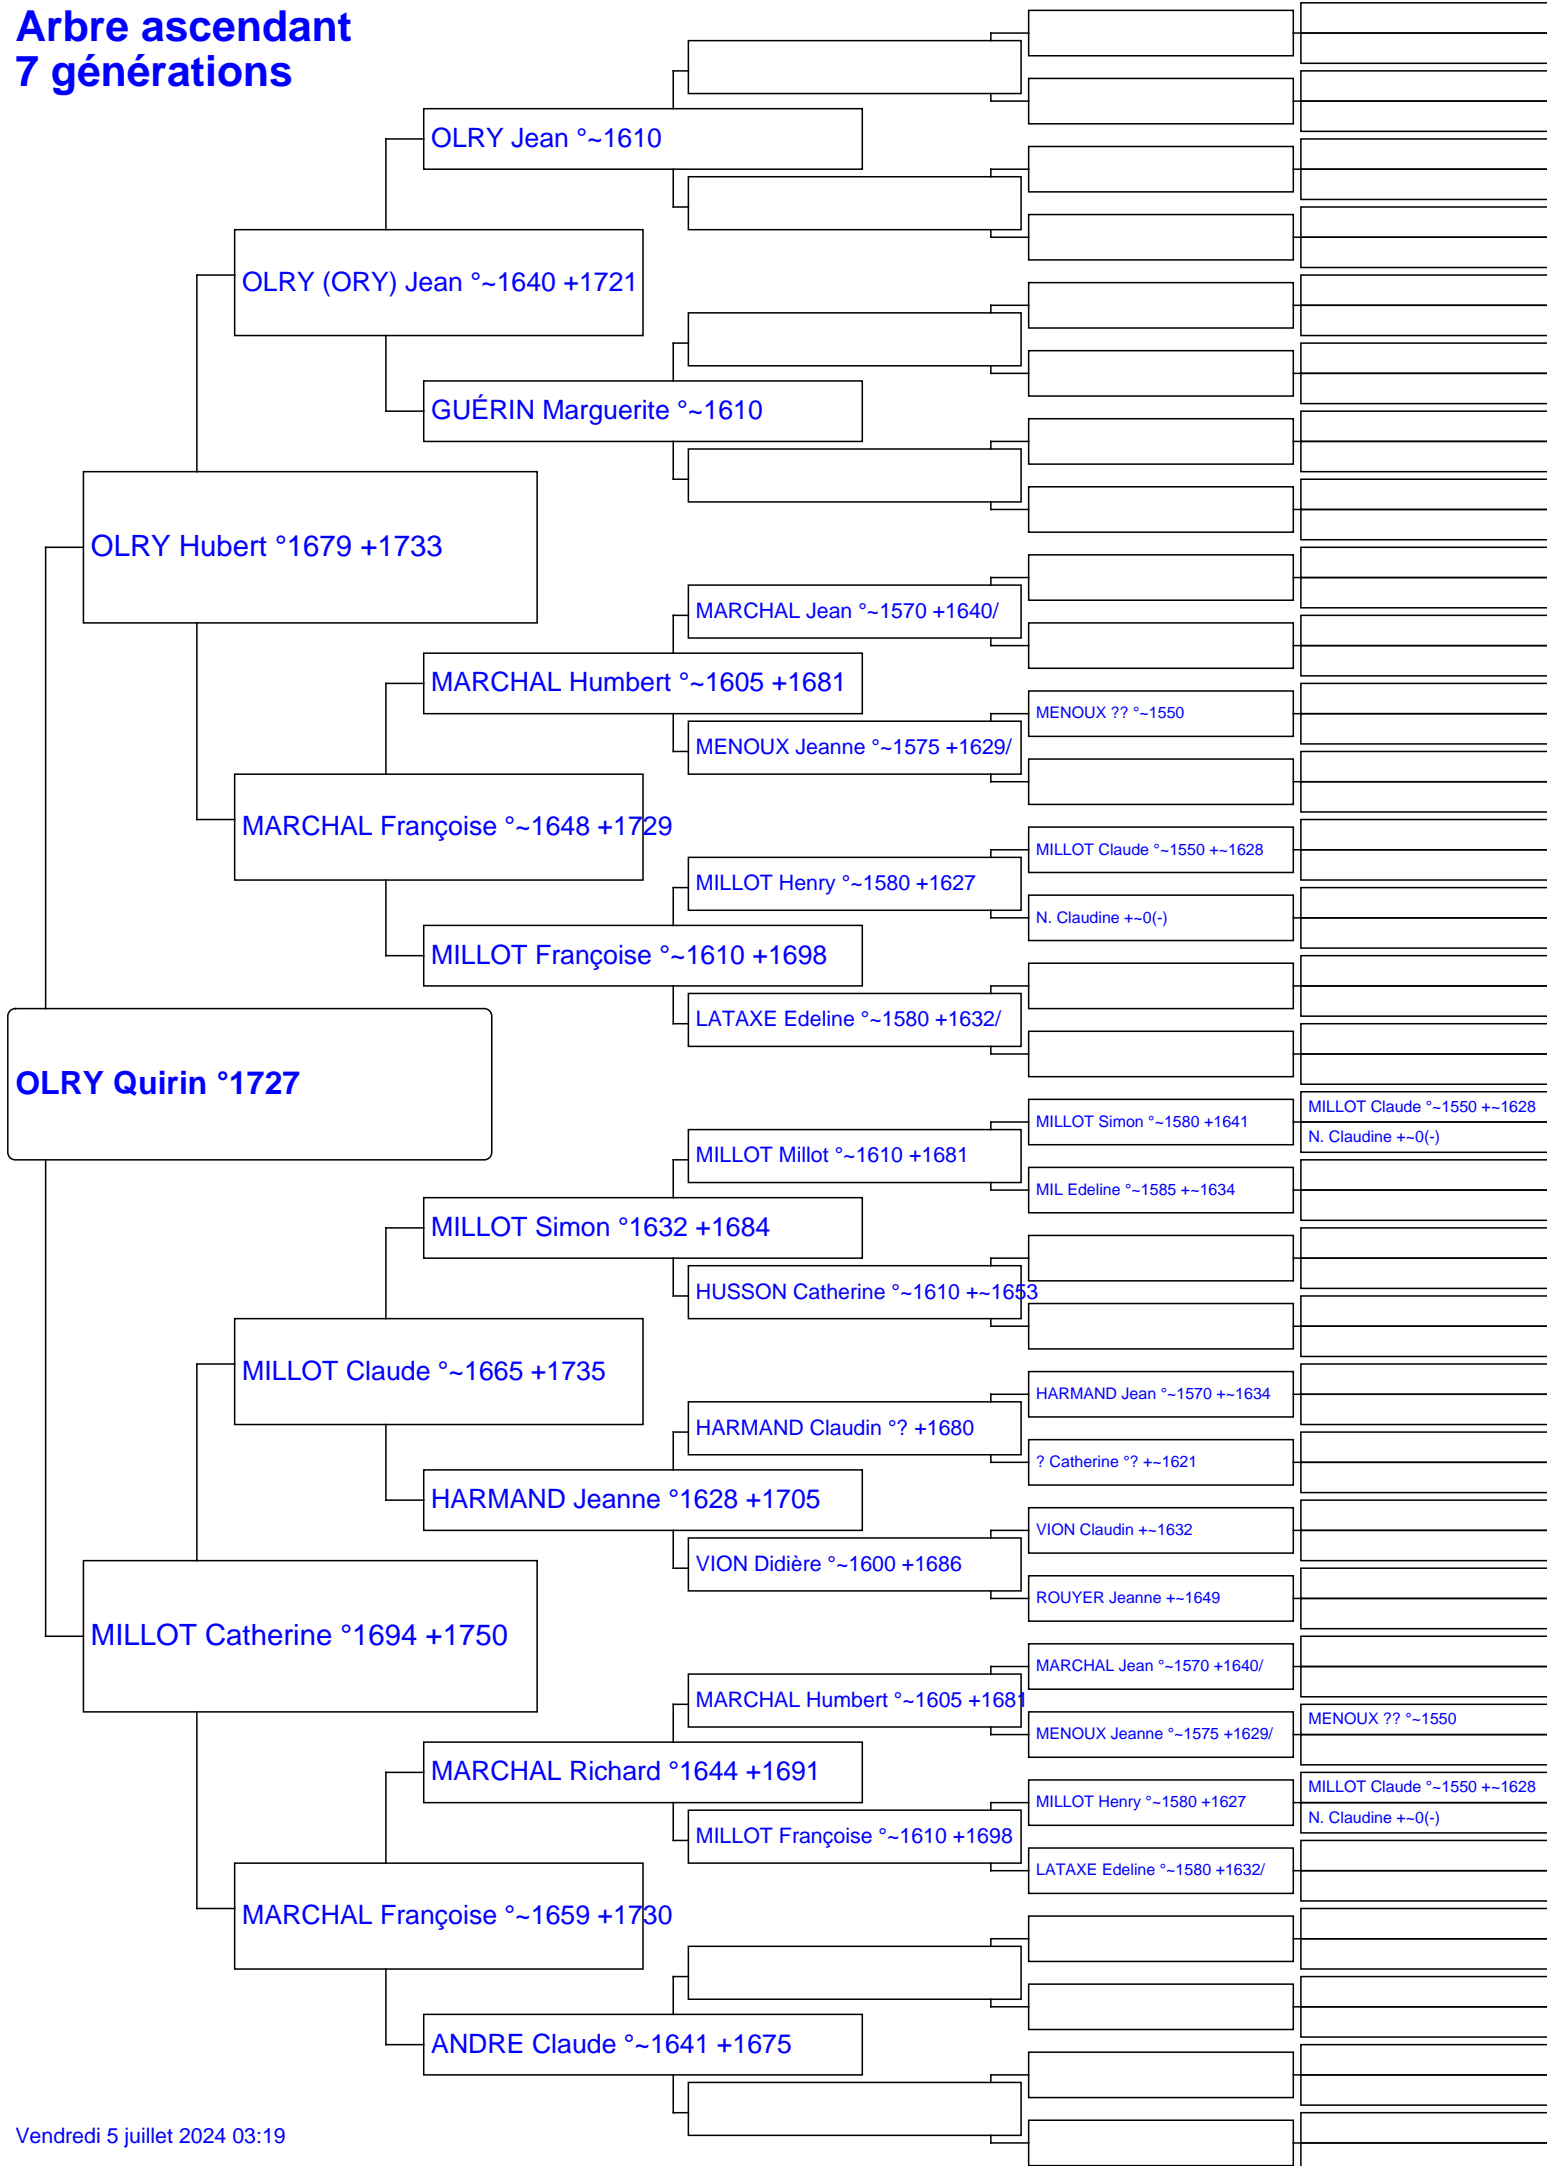 Arbre ascendant
7 générations
OLRY Jean °~1610
OLRY (ORY) Jean °~1640 +1721
GUÉRIN Marguerite °~1610
OLRY Hubert °1679 +1733
MARCHAL Jean °~1570 +1640/
MARCHAL Humbert °~1605 +1681
MENOUX ?? °~1550
MENOUX Jeanne °~1575 +1629/
MARCHAL Françoise °~1648 +1729
MILLOT Claude °~1550 +~1628
MILLOT Henry °~1580 +1627
N. Claudine +~0(-)
MILLOT Françoise °~1610 +1698
LATAXE Edeline °~1580 +1632/
OLRY Quirin °1727
MILLOT Claude °~1550 +~1628
MILLOT Simon °~1580 +1641
N. Claudine +~0(-)
MILLOT Millot °~1610 +1681
MIL Edeline °~1585 +~1634
MILLOT Simon °1632 +1684
HUSSON Catherine °~1610 +~1653
MILLOT Claude °~1665 +1735
HARMAND Jean °~1570 +~1634
HARMAND Claudin °? +1680
? Catherine °? +~1621
HARMAND Jeanne °1628 +1705
VION Claudin +~1632
VION Didière °~1600 +1686
ROUYER Jeanne +~1649
MILLOT Catherine °1694 +1750
MARCHAL Jean °~1570 +1640/
MARCHAL Humbert °~1605 +1681
MENOUX ?? °~1550
MENOUX Jeanne °~1575 +1629/
MARCHAL Richard °1644 +1691
MILLOT Claude °~1550 +~1628
MILLOT Henry °~1580 +1627
N. Claudine +~0(-)
MILLOT Françoise °~1610 +1698
LATAXE Edeline °~1580 +1632/
MARCHAL Françoise °~1659 +1730
ANDRE Claude °~1641 +1675
Vendredi 5 juillet 2024 03:19